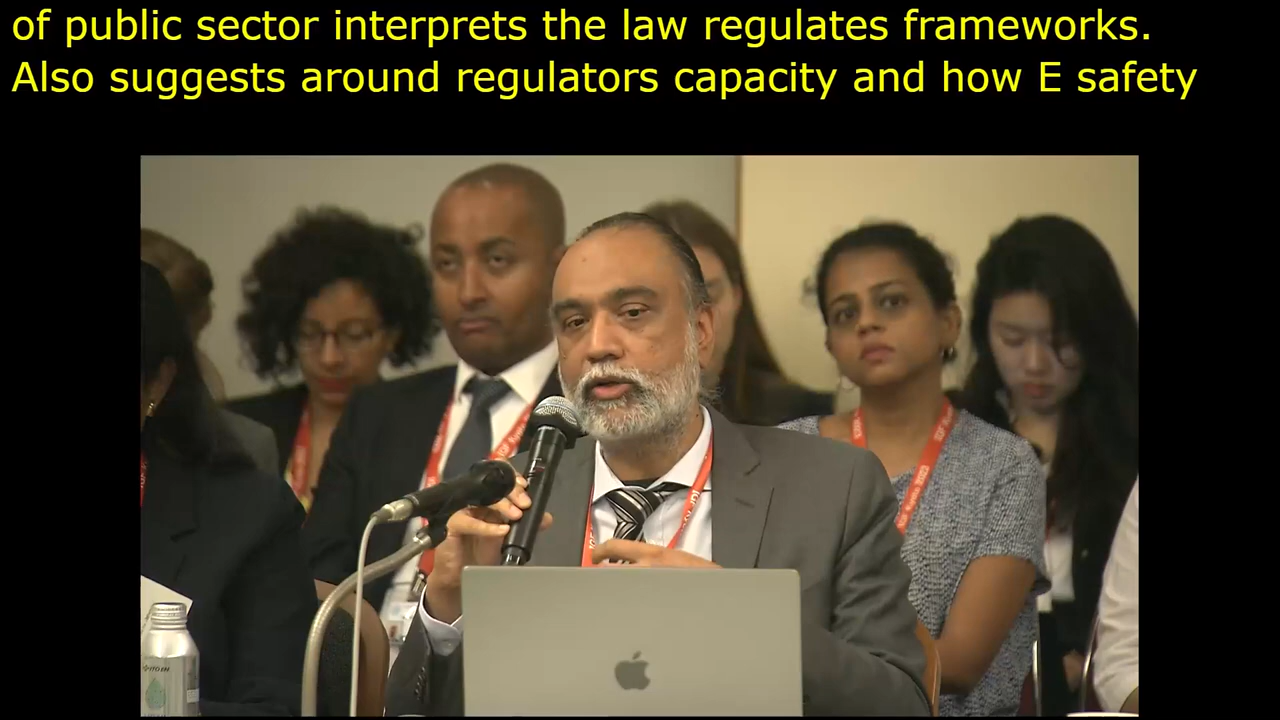 of public sector interprets the law regulates frameworks.
Also suggests around regulators capacity and how E safety